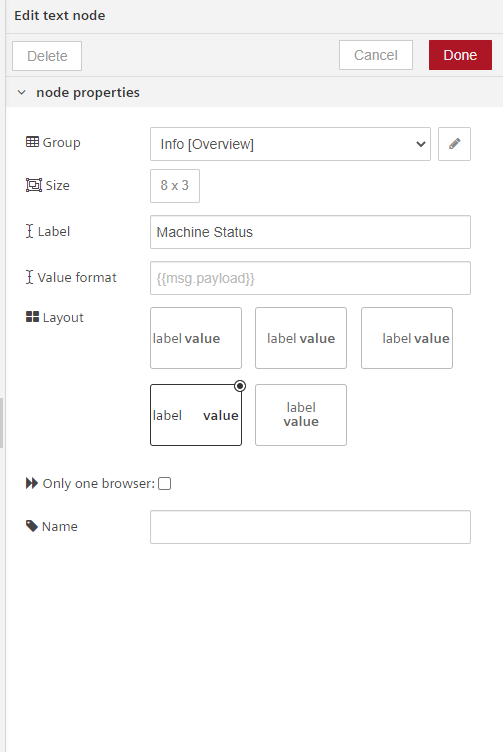 Edit text node
Delete Cancel Done
node properties
Group Info [Overview]
Size 8 x 3
Label Machine Status
Value format {{msg.payload}}
Layout label value label value label value
label value label
value
Only one browser:
Name